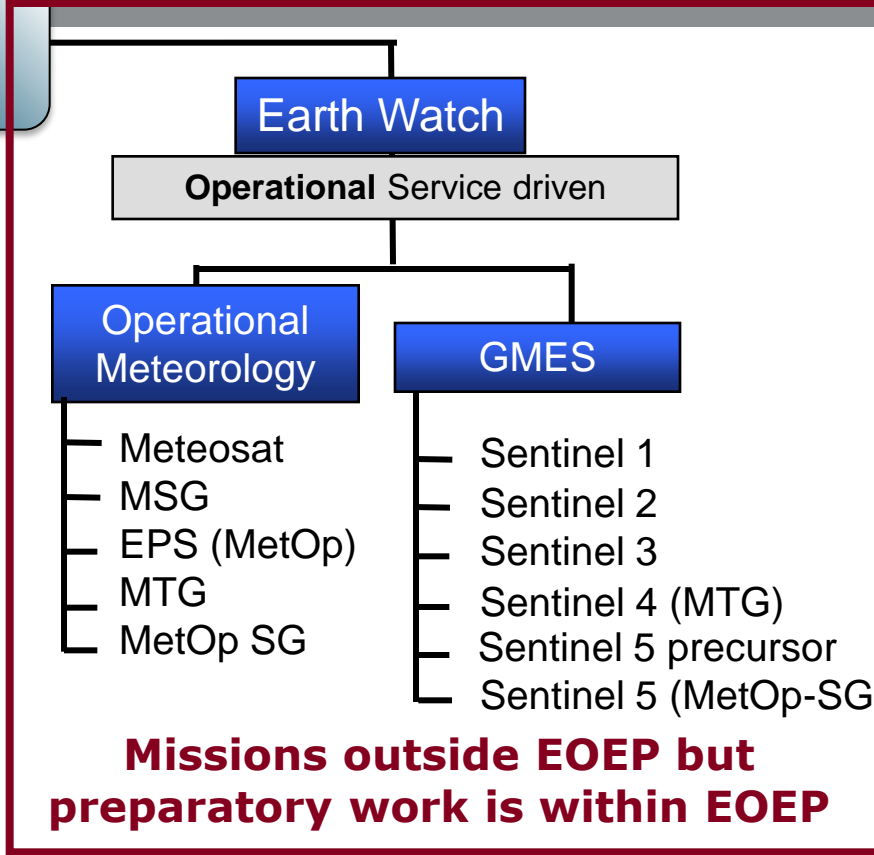 Earth Watch
Operational Service driven
Operational
Meteorology
GMES
Meteosat
MSG
EPS (MetOp)
MTG
MetOp SG
Sentinel 1
Sentinel 2
Sentinel 3
Sentinel 4 (MTG)
Sentinel 5 precursor
Sentinel 5 (MetOp-SG
Missions outside EOEP but
preparatory work is within EOEP